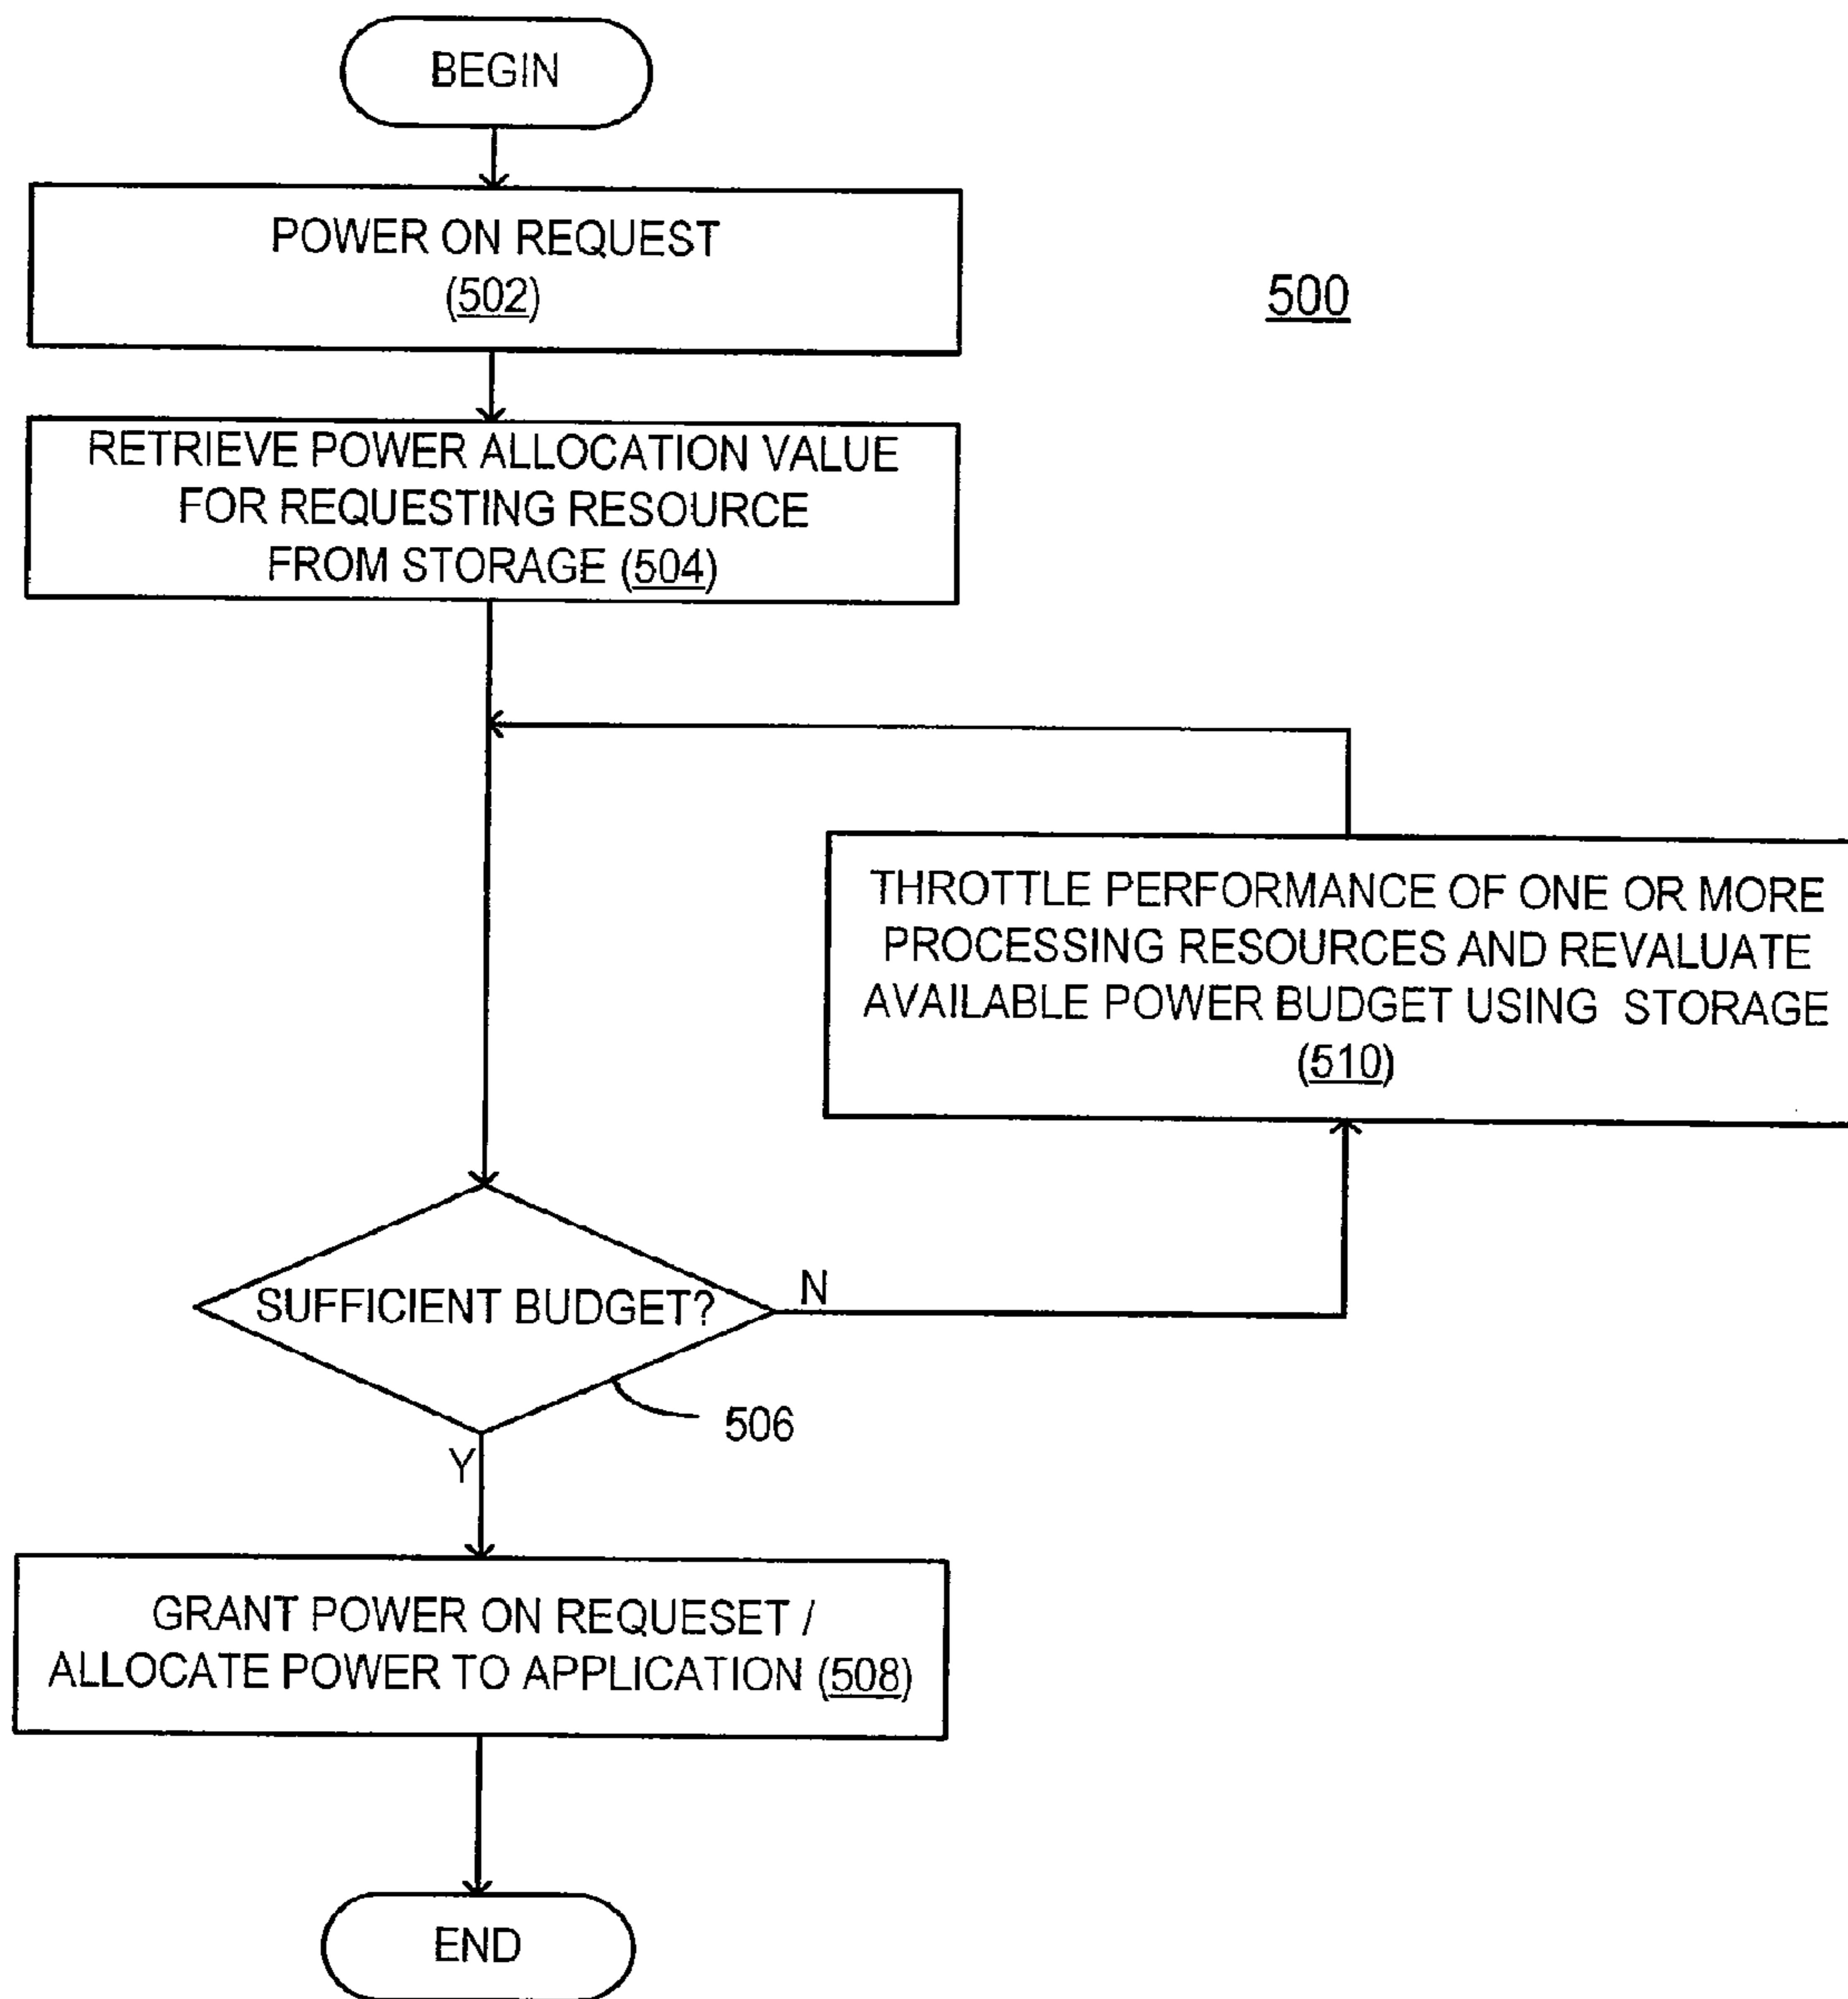 BEGIN
POWER ON REQUEST
(502)
500
RETRIEVE POWER ALLOCATION VALUE
FOR REQUESTING RESOURCE
FROM STORAGE (504)
THROTTLE PERFORMANCE OF ONE OR MORE
PROCESSING RESOURCES AND REVALUATE
AVAILABLE POWER BUDGET USING STORAGE
(510)
SUFFICIENT BUDGET?
N
506
Y
GRANT POWER ON REQUESET /
ALLOCATE POWER TO APPLICATION (508)
END